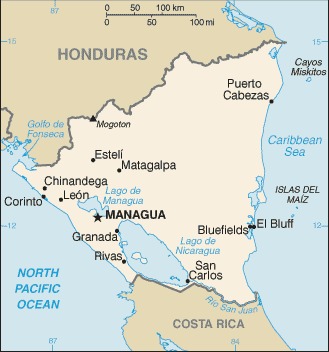 0 50 100 km
0 50 100 mi
87
84
HONDURAS
15
15
Cayos
Miskitos
Puerto
Cabezas
Mogoton
Golfo de
Fonseca
Caribbean
Sea
Estelí
Matagalpa
Chinandega
León
Corinto
Lago de
Managua
MANAGUA
ISLAS DEL
MAÍZ
Granada
Lago de
Nicaragua
Bluefields
El Bluff
12
12
Rivas
San
Carlos
NORTH
PACIFIC
OCEAN
Río San Juan
COSTA RICA
87
84